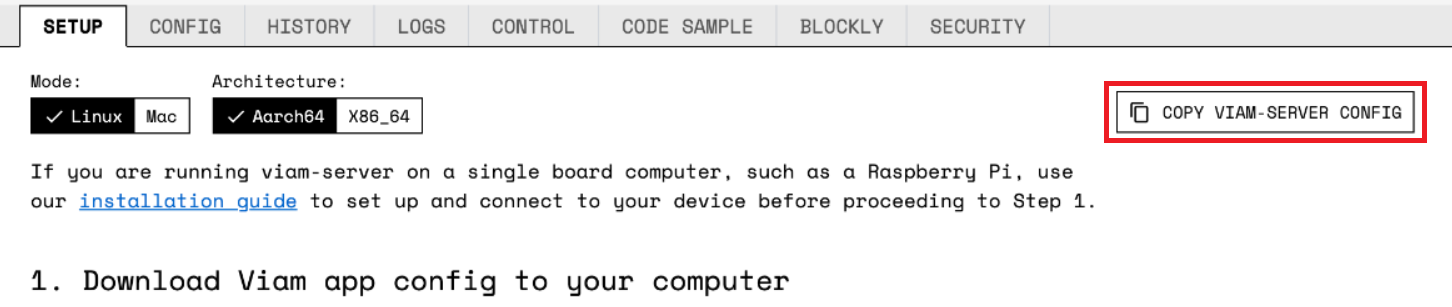 SETUP CONFIG HISTORY LOGS CONTROL CODE SAMPLE BLOCKLY SECURITY
Mode: Architecture:
Linux Mac Aarch64 X86_64 COPY VIAM-SERVER CONFIG
If you are running viam-server on a single board computer, such as a Raspberry Pi, use
our installation guide to set up and connect to your device before proceeding to Step 1.
1. Download Viam app config to your computer